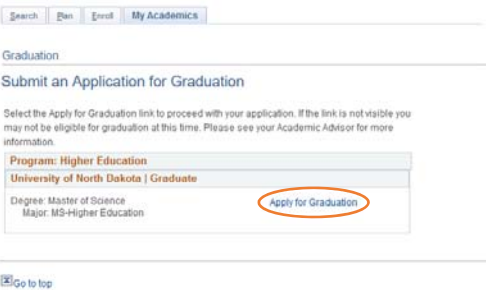 Search Plan Enroll My Academics
Graduation
Submit an Application for Graduation
Select the Apply for Graduation link to proceed with your application. If the link is not visible you
may not be eligible for graduation at this time. Please see your Academic Advisor for more
information.
Program: Higher Education
University of North Dakota | Graduate
Degree: Master of Science Apply for Graduation
Major: MS-Higher Education
Go to top